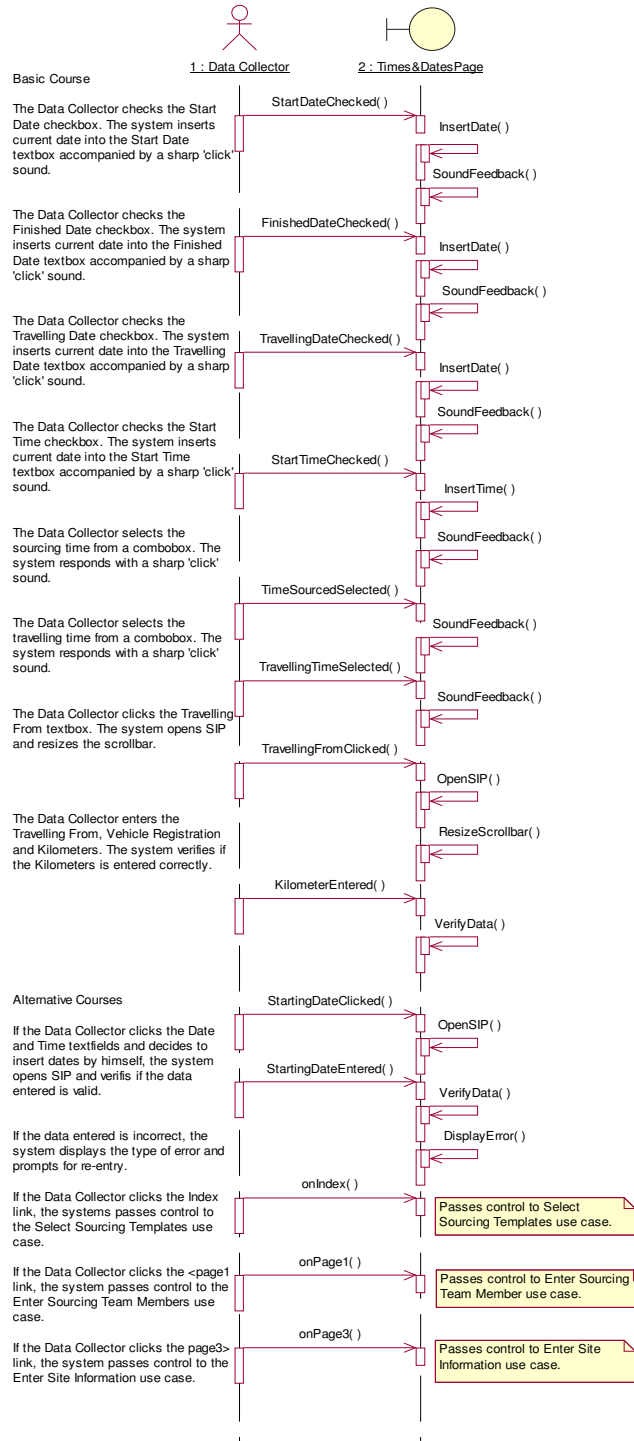 1 : Data Collector
2 : Times&DatesPage
Basic Course
The Data Collector checks the Start
Date checkbox. The system inserts
current date into the Start Date
textbox accompanied by a sharp 'click'
sound.
StartDateChecked( )
InsertDate( )
SoundFeedback( )
The Data Collector checks the
Finished Date checkbox. The system
inserts current date into the Finished
Date textbox accompanied by a sharp
'click' sound.
FinishedDateChecked( )
InsertDate( )
SoundFeedback( )
The Data Collector checks the
Travelling Date checkbox. The system
inserts current date into the Travelling
Date textbox accompanied by a sharp
'click' sound.
TravellingDateChecked( )
InsertDate( )
SoundFeedback( )
The Data Collector checks the Start
Time checkbox. The system inserts
current date into the Start Time
textbox accompanied by a sharp 'click'
sound.
StartTimeChecked( )
InsertTime( )
SoundFeedback( )
The Data Collector selects the
sourcing time from a combobox. The
system responds with a sharp 'click'
sound.
TimeSourcedSelected( )
SoundFeedback( )
The Data Collector selects the
travelling time from a combobox. The
system responds with a sharp 'click'
sound.
TravellingTimeSelected( )
SoundFeedback( )
The Data Collector clicks the Travelling
From textbox. The system opens SIP
and resizes the scrollbar.
TravellingFromClicked( )
OpenSIP( )
ResizeScrollbar( )
The Data Collector enters the
Travelling From, Vehicle Registration
and Kilometers. The system verifies if
the Kilometers is entered correctly.
KilometerEntered( )
VerifyData( )
Alternative Courses
If the Data Collector clicks the Date
and Time textfields and decides to
insert dates by himself, the system
opens SIP and verifis if the data
entered is valid.
StartingDateClicked( )
OpenSIP( )
StartingDateEntered( )
VerifyData( )
DisplayError( )
If the data entered is incorrect, the
system displays the type of error and
prompts for re-entry.
If the Data Collector clicks the Index
link, the systems passes control to
the Select Sourcing Templates use
case.
onIndex( )
Passes control to Select
Sourcing Templates use case.
If the Data Collector clicks the <page1
link, the system passes control to the
Enter Sourcing Team Members use
case.
onPage1( )
Passes control to Enter Sourcing
Team Member use case.
If the Data Collector clicks the page3>
link, the system passes control to the
Enter Site Information use case.
onPage3( )
Passes control to Enter Site
Information use case.